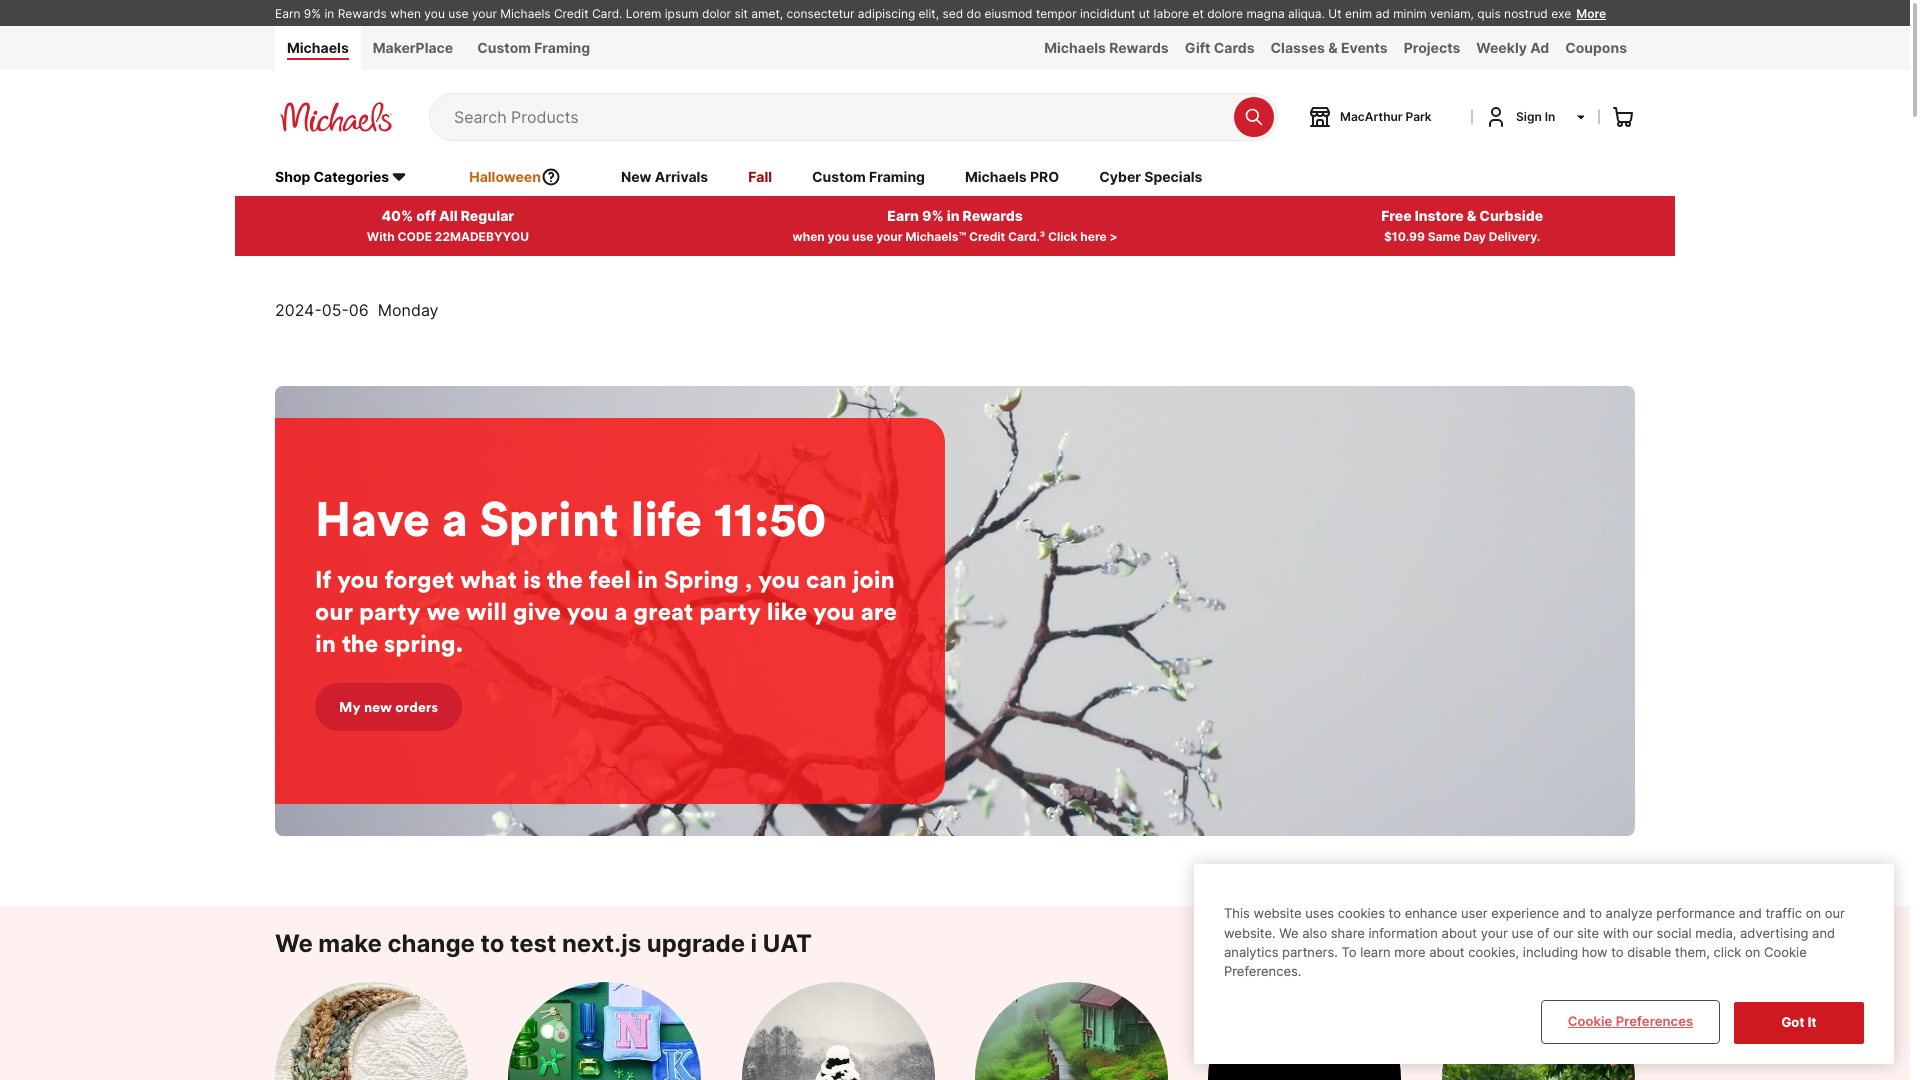 Earn 9% in Rewards when you use your Michaels Credit Card. Lorem ipsum dolor sit amet, consectetur adipiscing elit, sed do eiusmod tempor incididunt ut labore et dolore magna aliqua. Ut enim ad minim veniam, quis nostrud exe More
Michaels MakerPlace Custom Framing Michaels Rewards Gift Cards Classes & Events Projects Weekly Ad Coupons
Michaels Search Products MacArthur Park Sign In
Shop Categories Halloween New Arrivals Fall Custom Framing Michaels PRO Cyber Specials
40% off All Regular
With CODE 22MADEBYYOU
Earn 9% in Rewards
when you use your Michaels™ Credit Card.³ Click here >
Free Instore & Curbside
$10.99 Same Day Delivery.
2024-05-06 Monday
Have a Sprint life 11:50
If you forget what is the feel in Spring , you can join
our party we will give you a great party like you are
in the spring.
My new orders
We make change to test next.js upgrade i UAT
N
K
This website uses cookies to enhance user experience and to analyze performance and traffic on our
website. We also share information about your use of our site with our social media, advertising and
analytics partners. To learn more about cookies, including how to disable them, click on Cookie
Preferences.
Cookie Preferences Got It